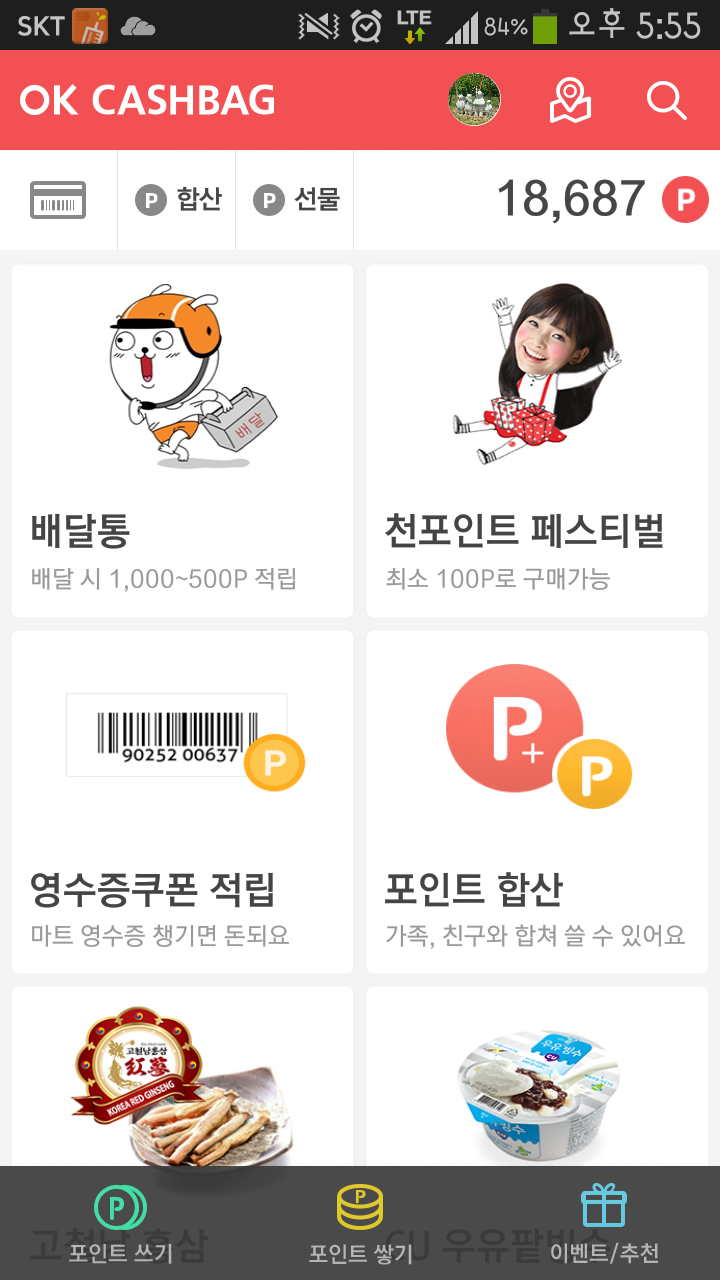 SKT LTE 84% 오후 5:55
OK CASHBAG
P 합산 P 선물 18,687 P
배달
배달통
배달 시 1,000~500P 적립
천포인트 페스티벌
최소 100P로 구매가능
90252 00637 P
영수증쿠폰 적립
마트 영수증 챙기면 돈되요
P+ P
포인트 합산
가족, 친구와 합쳐 쓸 수 있어요
고천남홍삼
红蔘
KOREA RED GINSENG
고천남 홍삼
우유 빙수
CU
빙수
CU 우유팥빙수
P 포인트 쓰기
P 포인트 쌓기
이벤트/추천